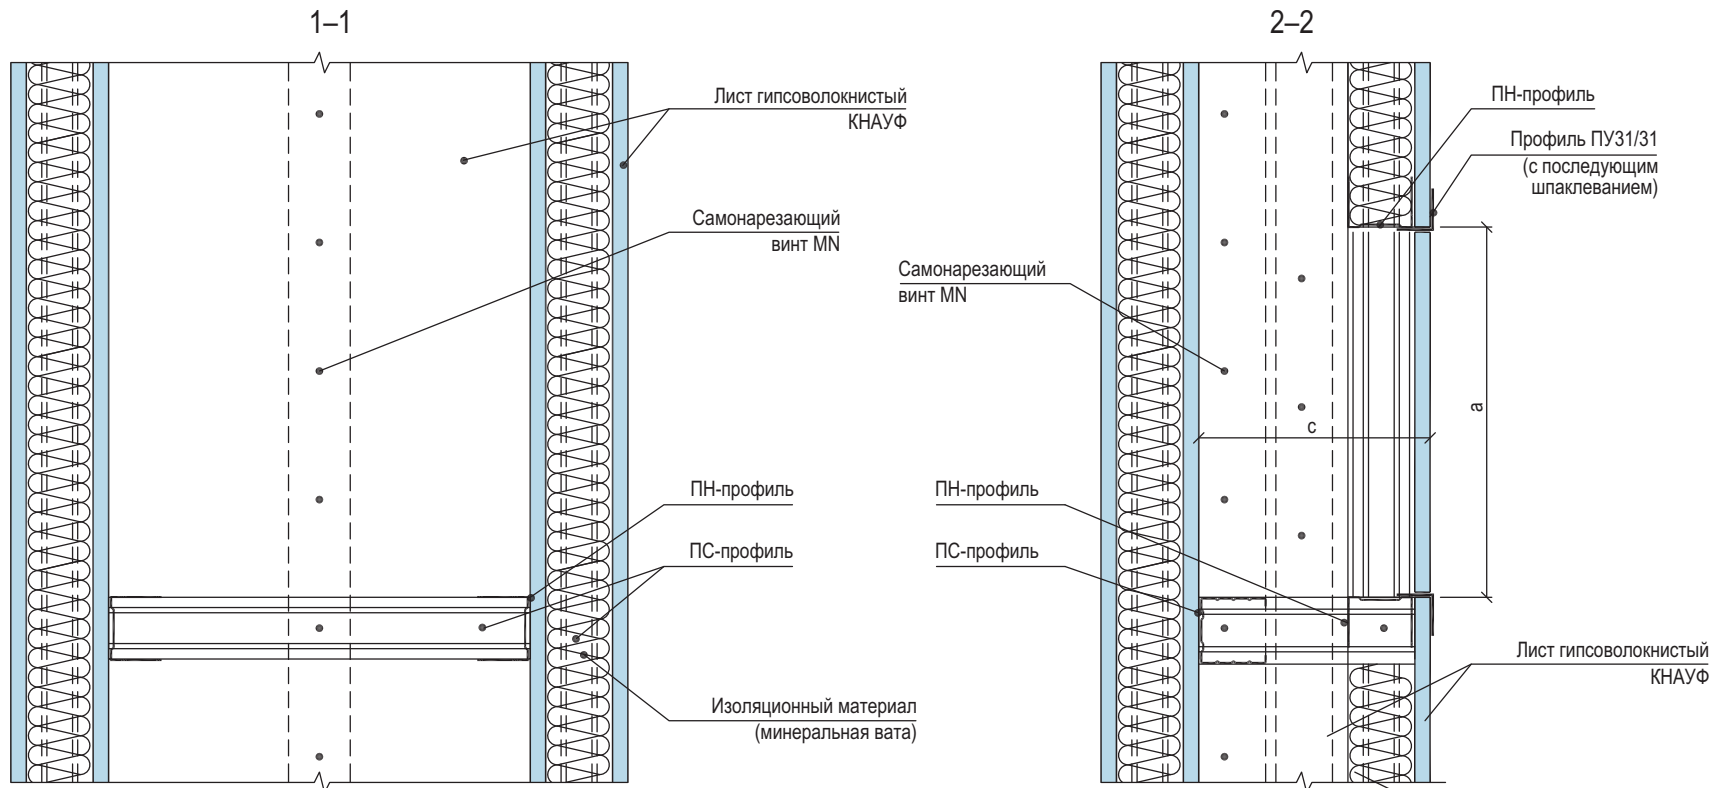 1–1
Лист гипсоволокнистый
КНАУФ
Самонарезающий
винт MN
ПН-профиль
ПС-профиль
Изоляционный материал
(минеральная вата)
2–2
ПН-профиль
Профиль ПУ31/31
(с последующим
шпаклеванием)
Самонарезающий
винт MN
a
c
ПН-профиль
ПС-профиль
Лист гипсоволокнистый
КНАУФ